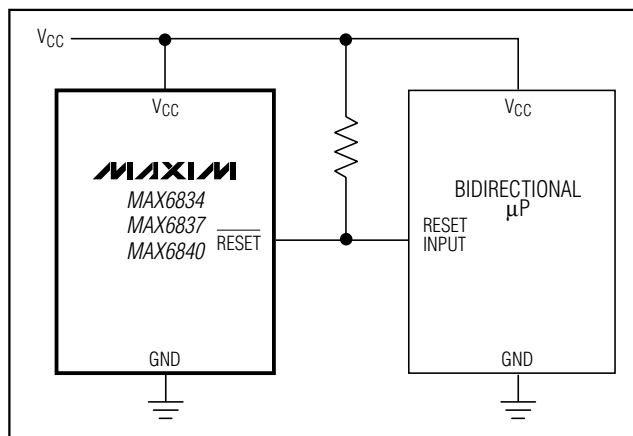 VCC
VCC
MAXIM
MAX6834
MAX6837
MAX6840
RESET
GND
VCC
BIDIRECTIONAL
µP
RESET
INPUT
GND